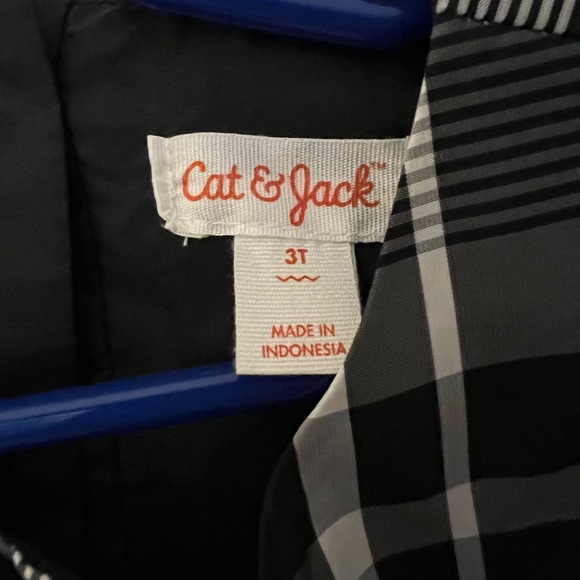 Cat & Jack™
3T
MADE IN
INDONESIA